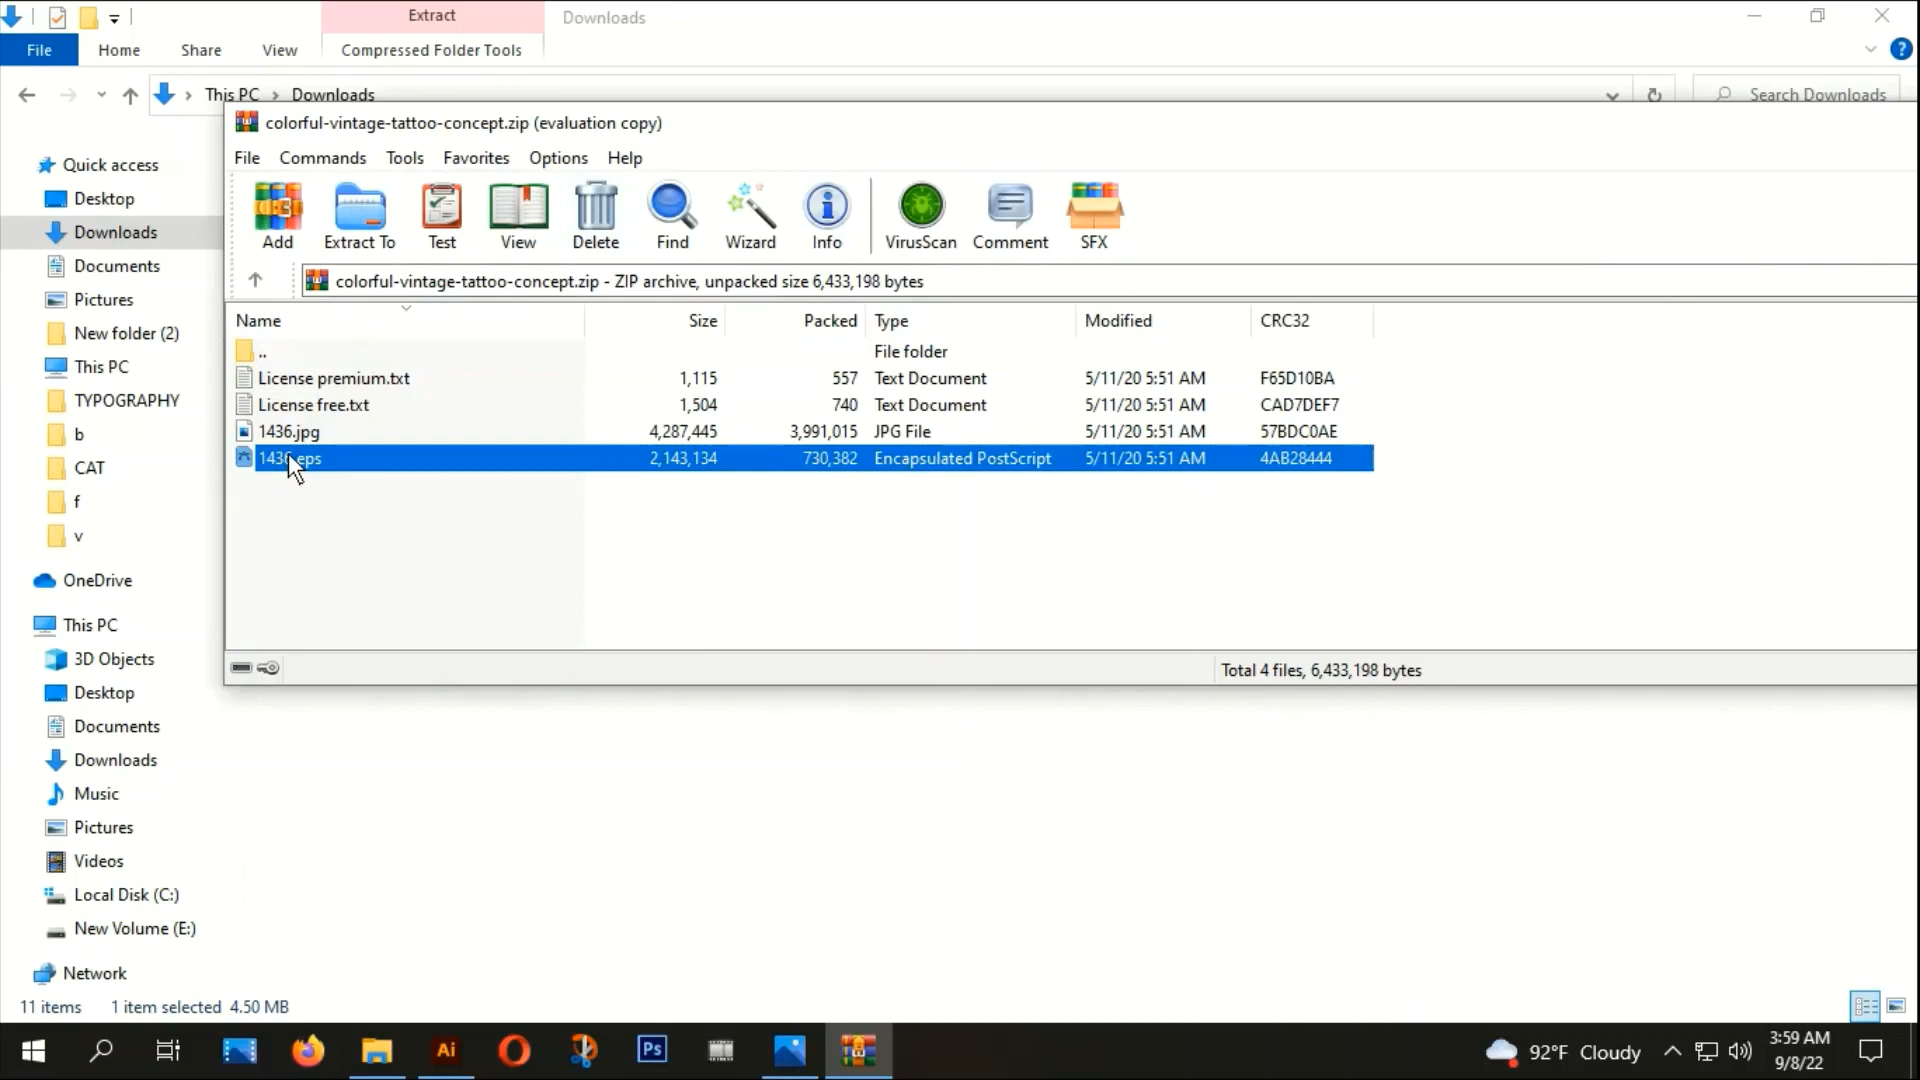 Extract
Downloads
File
Home
Share
View
Compressed Folder Tools
This PC
Downloads
Search Downloads
colorful-vintage-tattoo-concept.zip (evaluation copy)
File
Commands
Tools
Favorites
Options
Help
Add
Extract To
Test
View
Delete
Find
Wizard
Info
VirusScan
Comment
SFX
colorful-vintage-tattoo-concept.zip - ZIP archive, unpacked size 6,433,198 bytes
Name Size Packed Type Modified CRC32
.. File folder
License premium.txt 1,115 557 Text Document 5/11/20 5:51 AM F65D10BA
License free.txt 1,504 740 Text Document 5/11/20 5:51 AM CAD7DEF7
1436.jpg 4,287,445 3,991,015 JPG File 5/11/20 5:51 AM 57BDC0AE
1436.eps 2,143,134 730,382 Encapsulated PostScript 5/11/20 5:51 AM 4AB28444
Total 4 files, 6,433,198 bytes
Quick access
Desktop
Downloads
Documents
Pictures
New folder (2)
This PC
TYPOGRAPHY
b
CAT
f
v
OneDrive
This PC
3D Objects
Desktop
Documents
Downloads
Music
Pictures
Videos
Local Disk (C:)
New Volume (E:)
Network
11 items
1 item selected 4.50 MB
Ai
Ps
92°F Cloudy
3:59 AM
9/8/22